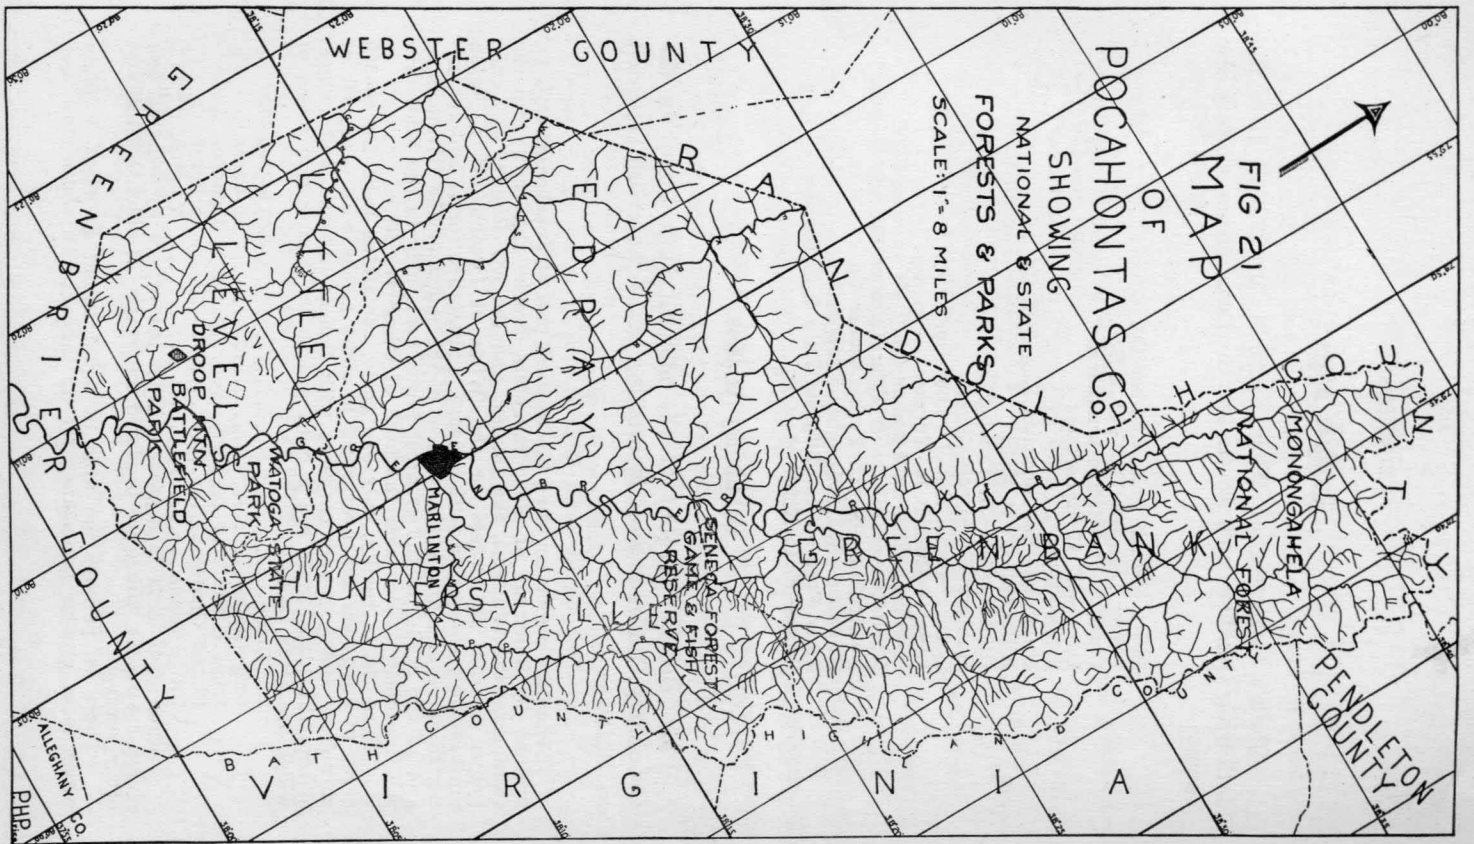 FIG 21
MAP
OF
POCAHONTAS Co.
SHOWING
NATIONAL & STATE
FORESTS & PARKS
SCALE: 1" = 8 MILES
WEBSTER COUNTY
GREENBRIER COUNTY
RANDOLPH COUNTY
PENDLETON
COUNTY
HIGHLAND COUNTY
BATH COUNTY
VIRGINIA
ALLEGHANY CO.
LITTLE
LEVELS
EDRAY
HUNTERSVILLE
GREENBANK
MONONGAHELA
NATIONAL FOREST
SENECA FOREST
GAME & FISH
RESERVE
MARLINTON
WATOGA STATE
PARK
DROOP MTN.
BATTLEFIELD
PARK
PHP